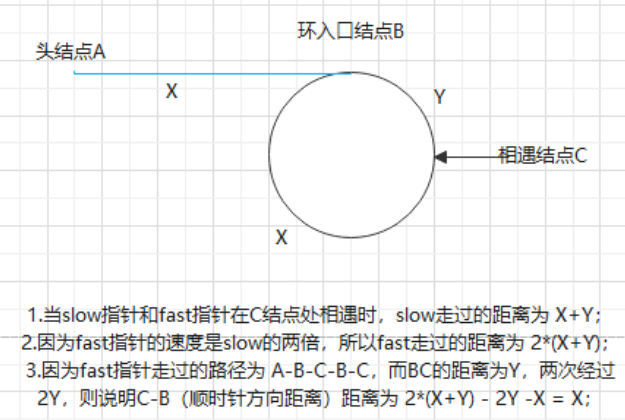 环入口结点B
头结点A
X
Y
相遇结点C
X
1.当slow指针和fast指针在C结点处相遇时，slow走过的距离为 X+Y;
2.因为fast指针的速度是slow的两倍，所以fast走过的距离为 2*(X+Y);
3.因为fast指针走过的路径为 A-B-C-B-C，而BC的距离为Y，两次经过
2Y，则说明C-B（顺时针方向距离）距离为 2*(X+Y) - 2Y -X = X;